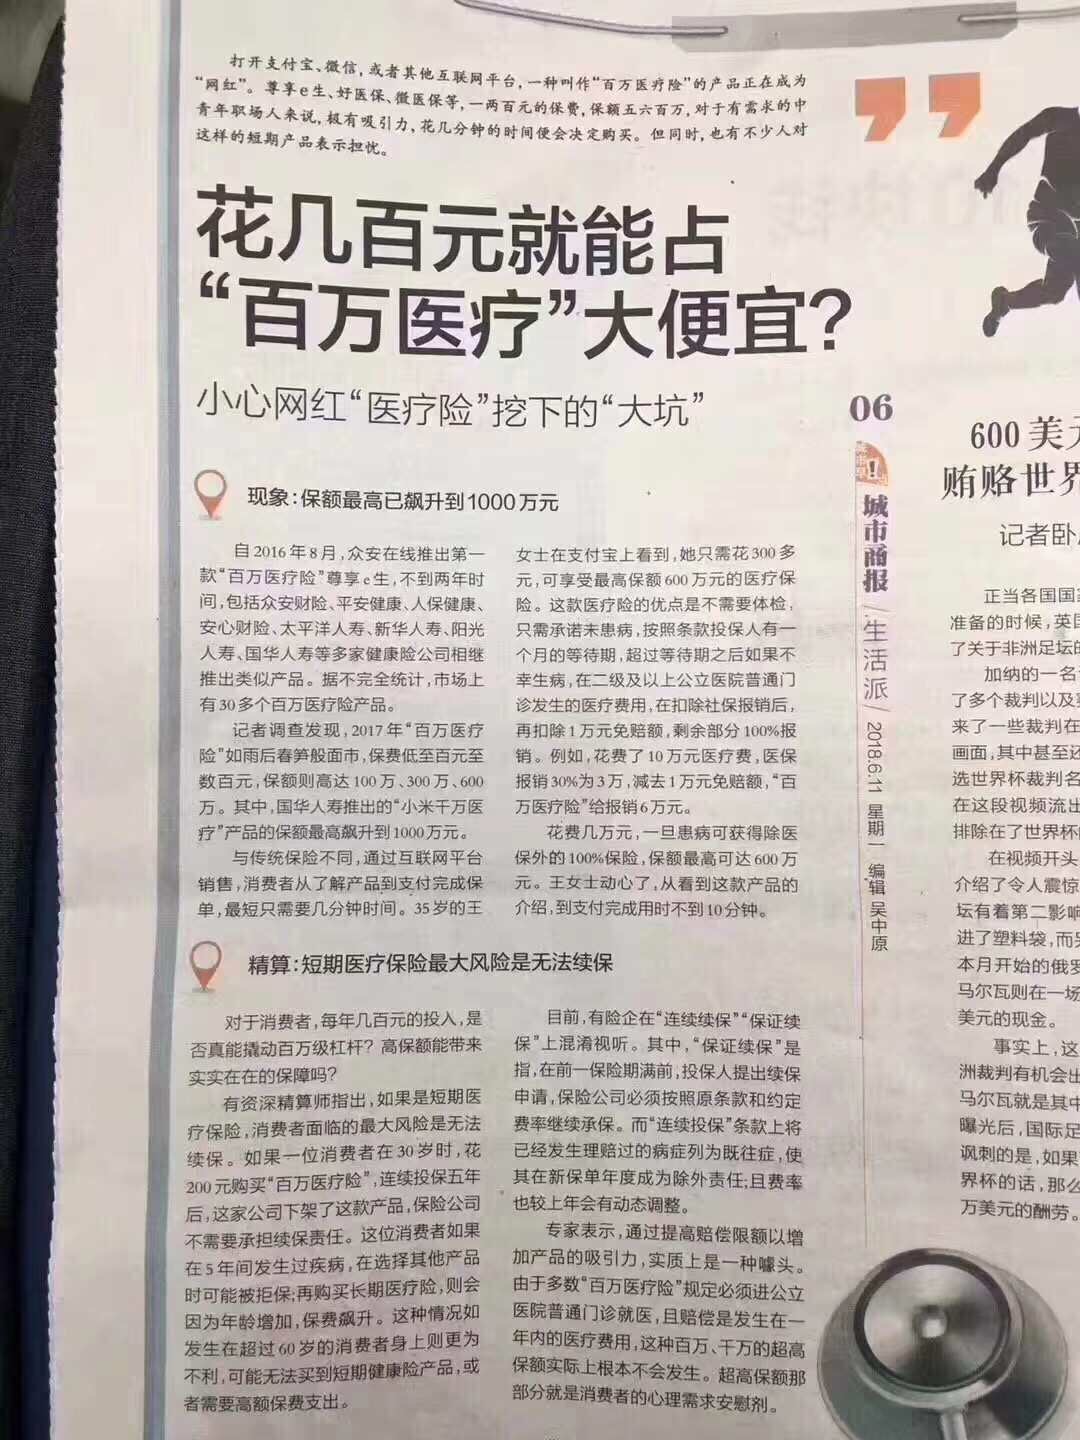 打开支付宝、微信，或者其他互联网平台，一种叫作“百万医疗险”的产品正在成为
“网红”。尊享e生、好医保、微医保等，一两百元的保费，保额五六百万，对于有需求的中
青年职场人来说，极有吸引力，花几分钟的时间便会决定购买。但同时，也有不少人对
这样的短期产品表示担忧。
花几百元就能占
“百万医疗”大便宜？
小心网红“医疗险”挖下的“大坑”
现象：保额最高已飙升到1000万元
自2016年8月，众安在线推出第一
款“百万医疗险”尊享e生，不到两年时
间，包括众安财险、平安健康、人保健康、
安心财险、太平洋人寿、新华人寿、阳光
人寿、国华人寿等多家健康险公司相继
推出类似产品。据不完全统计，市场上
有30多个百万医疗险产品。
记者调查发现，2017年“百万医疗
险”如雨后春笋般面市，保费低至百元至
数百元，保额则高达100万、300万、600
万。其中，国华人寿推出的“小米千万医
疗”产品的保额最高飙升到1000万元。
与传统保险不同，通过互联网平台
销售，消费者从了解产品到支付完成保
单，最短只需要几分钟时间。35岁的王
女士在支付宝上看到，她只需花300多
元，可享受最高保额600万元的医疗保
险。这款医疗险的优点是不需要体检，
只需承诺未患病，按照条款投保人有一
个月的等待期，超过等待期之后如果不
幸生病，在二级及以上公立医院普通门
诊发生的医疗费用，在扣除社保报销后，
再扣除1万元免赔额，剩余部分100%报
销。例如，花费了10万元医疗费，医保
报销30%为3万，减去1万元免赔额，“百
万医疗险”给报销6万元。
花费几万元，一旦患病可获得除医
保外的100%保险，保额最高可达600万
元。王女士动心了，从看到这款产品的
介绍，到支付完成用时不到10分钟。
精算：短期医疗保险最大风险是无法续保
对于消费者，每年几百元的投入，是
否真能撬动百万级杠杆？高保额能带来
实实在在的保障吗？
有资深精算师指出，如果是短期医
疗保险，消费者面临的最大风险是无法
续保。如果一位消费者在30岁时，花
200元购买“百万医疗险”，连续投保五年
后，这家公司下架了这款产品，保险公司
不需要承担续保责任。这位消费者如果
在5年间发生过疾病，在选择其他产品
时可能被拒保；再购买长期医疗险，则会
因为年龄增加，保费飙升。这种情况如
发生在超过60岁的消费者身上则更为
不利，可能无法买到短期健康险产品，或
者需要高额保费支出。
目前，有险企在“连续续保”“保证续
保”上混淆视听。其中，“保证续保”是
指，在前一保险期满前，投保人提出续保
申请，保险公司必须按照原条款和约定
费率继续承保。而“连续投保”条款上将
已经发生理赔过的病症列为既往症，使
其在新保单年度成为除外责任；且费率
也较上年会有动态调整。
专家表示，通过提高赔偿限额以增
加产品的吸引力，实质上是一种噱头。
由于多数“百万医疗险”规定必须进公立
医院普通门诊就医，且赔偿是发生在一
年内的医疗费用，这种百万、千万的超高
保额实际上根本不会发生。超高保额那
部分就是消费者的心理需求安慰剂。
06
城市商报
生活派
2018.6.11 星期一 编辑 吴中原
600美元
贿赂世界
记者卧
正当各国国
准备的时候，英国
了关于非洲足坛的
加纳的一名
了多个裁判以及
来了一些裁判在
画面，其中甚至还
选世界杯裁判名
在这段视频流出
排除在了世界杯
在视频开头
介绍了令人震惊
坛有着第二影响
进了塑料袋，而
本月开始的俄罗
马尔瓦则在一场
美元的现金。
事实上，这
洲裁判有机会出
马尔瓦就是其中
曝光后，国际足
讽刺的是，如果
界杯的话，那么
万美元的酬劳。